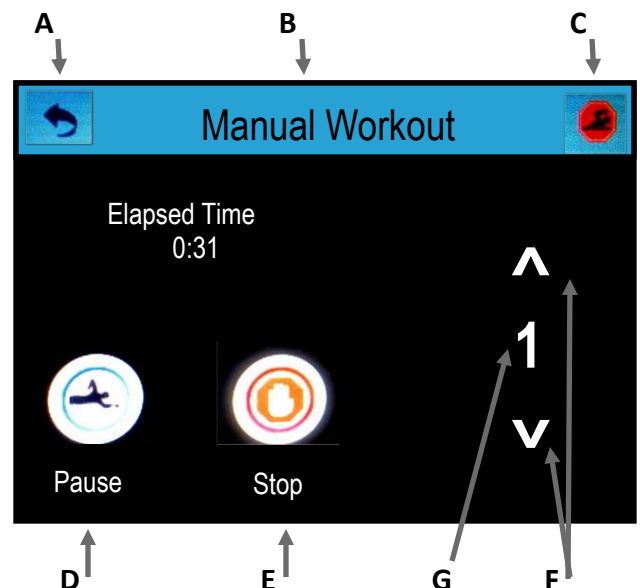 A B C
Manual Workout
Elapsed Time
0:31
^
1
v
Pause Stop
D E G F